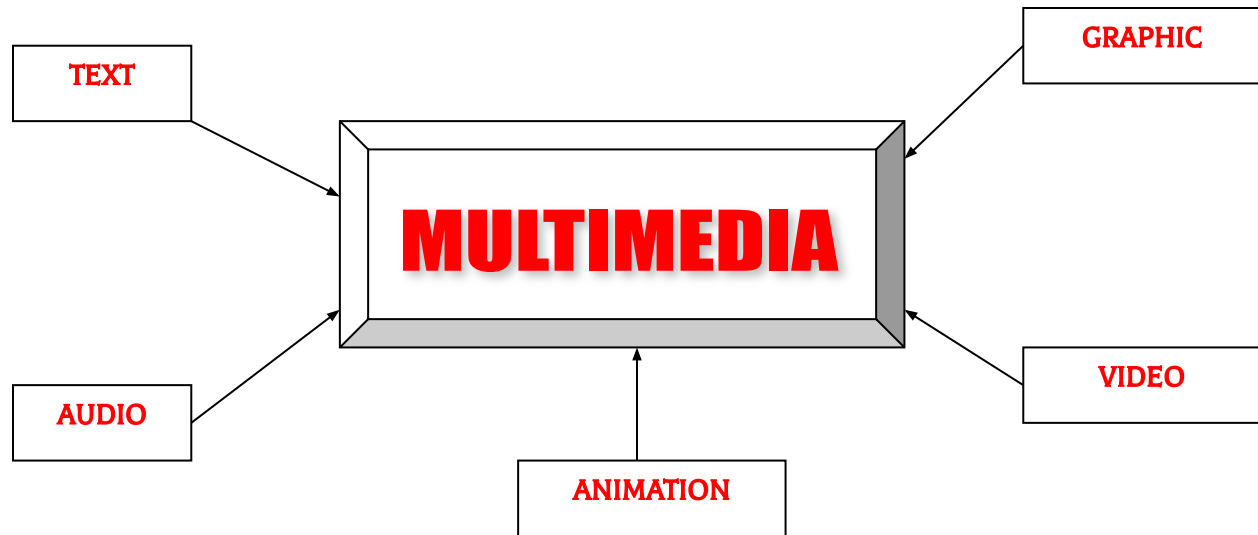 GRAPHIC
TEXT
MULTIMEDIA
VIDEO
AUDIO
ANIMATION